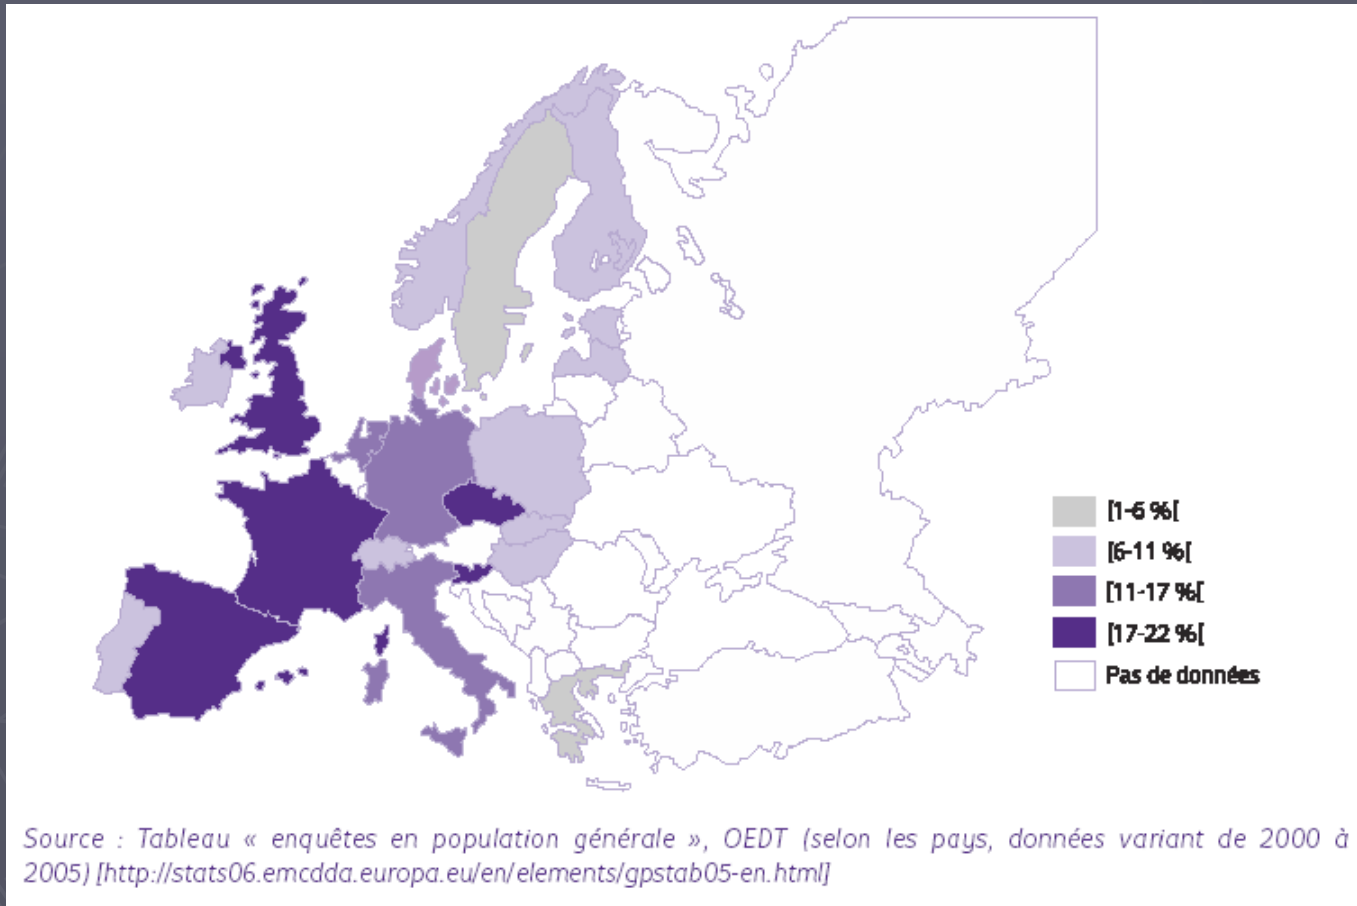 [1-6 %[
[6-11 %[
[11-17 %[
[17-22 %[
Pas de données
Source : Tableau « enquêtes en population générale », OEDT (selon les pays, données variant de 2000 à
2005) [http://stats06.emcdda.europa.eu/en/elements/gpstab05-en.html]